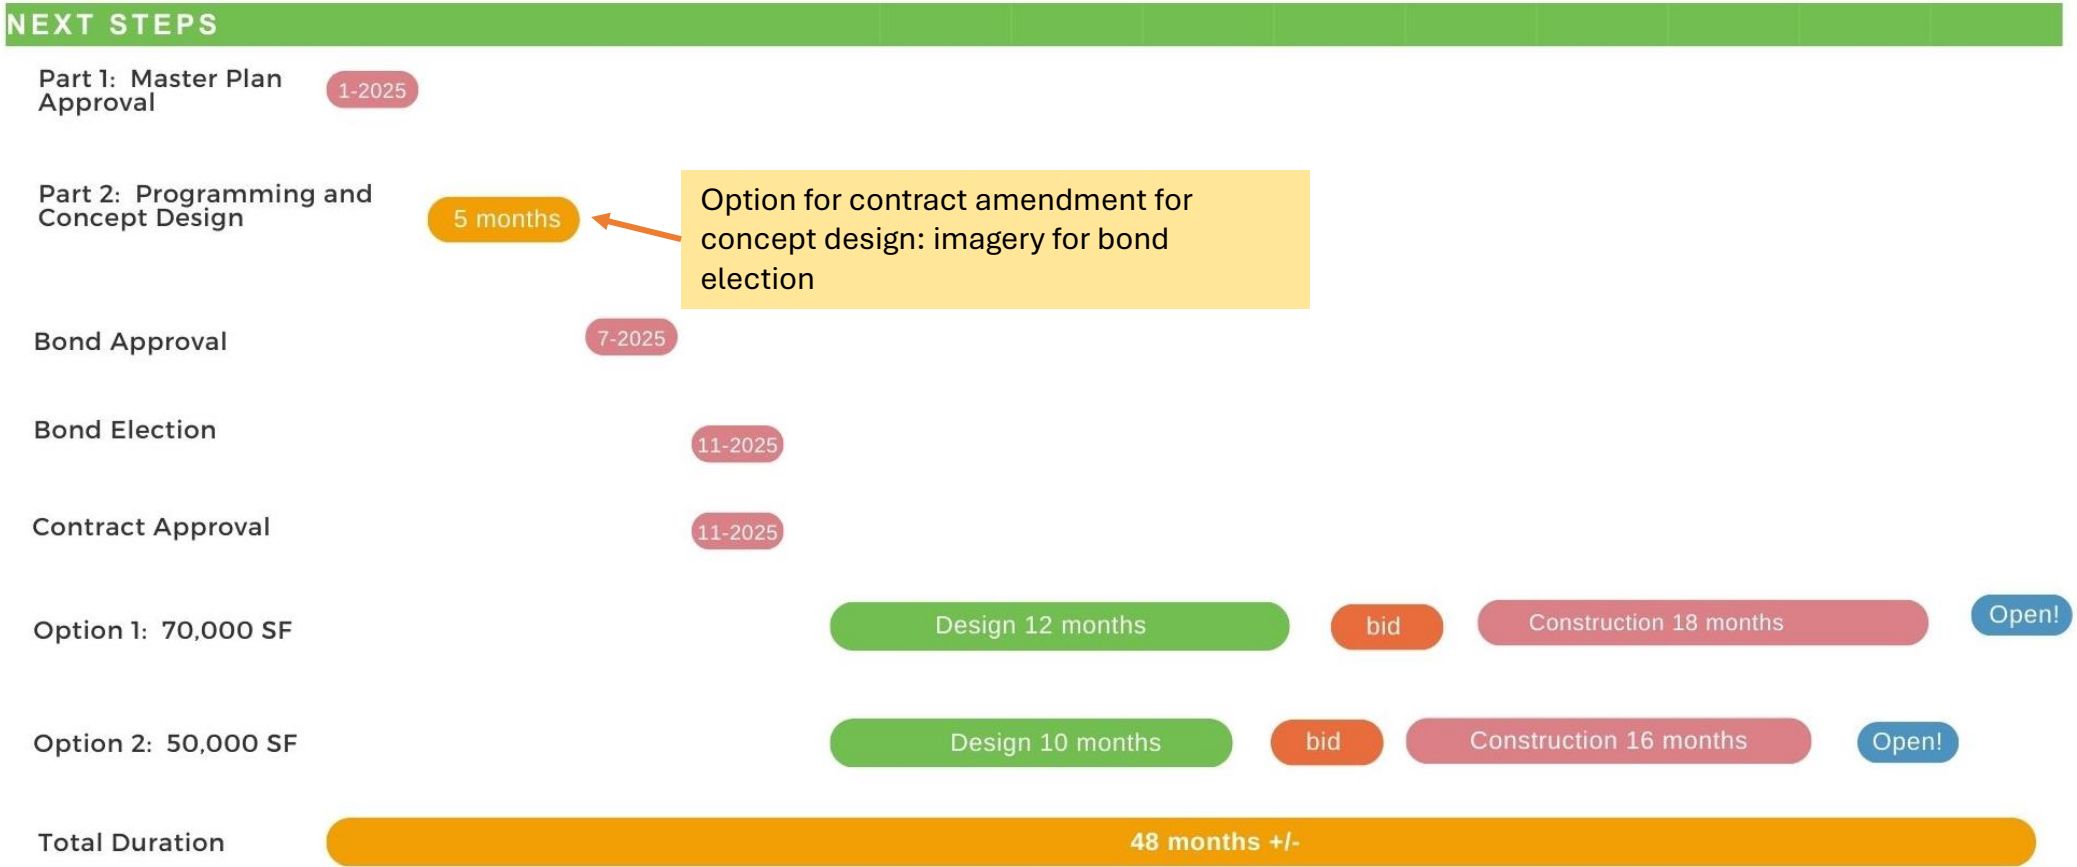 NEXT STEPS
Part 1: Master Plan
Approval
1-2025
Part 2: Programming and
Concept Design
5 months
Option for contract amendment for
concept design: imagery for bond
election
Bond Approval
7-2025
Bond Election
11-2025
Contract Approval
11-2025
Option 1: 70,000 SF
Design 12 months
bid
Construction 18 months
Open!
Option 2: 50,000 SF
Design 10 months
bid
Construction 16 months
Open!
Total Duration
48 months +/-